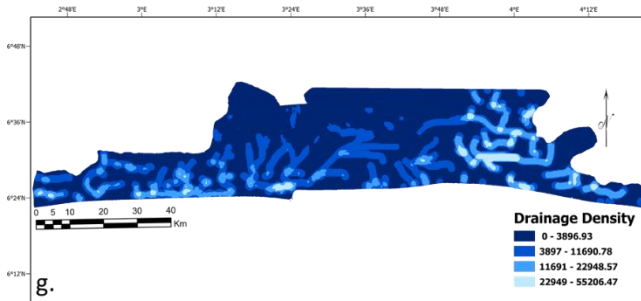 2°48'E 3°E 3°12'E 3°24'E 3°36'E 3°48'E 4°E 4°12'E
6°48'N
6°36'N
6°24'N
6°12'N
N
0 5 10 20 30 40
Km
Drainage Density
0 - 3896.93
3897 - 11690.78
11691 - 22948.57
22949 - 55206.47
g.